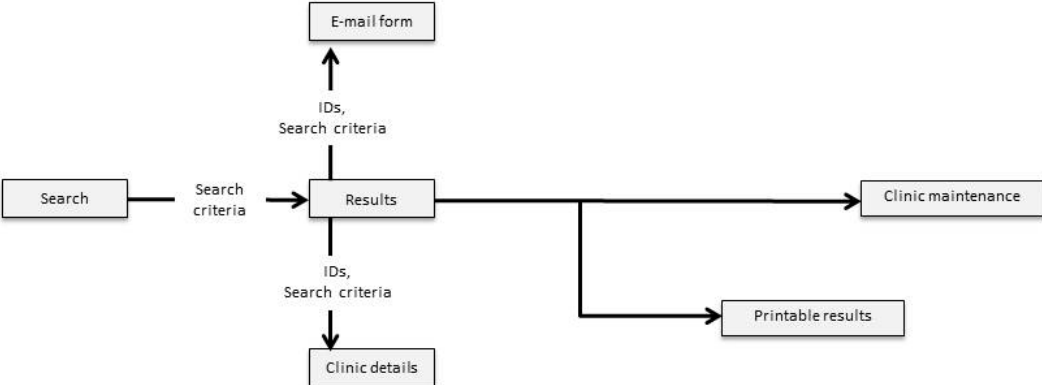 E-mail form
IDs,
Search criteria
Search
Search
criteria
Results
Clinic maintenance
IDs,
Search criteria
Printable results
Clinic details